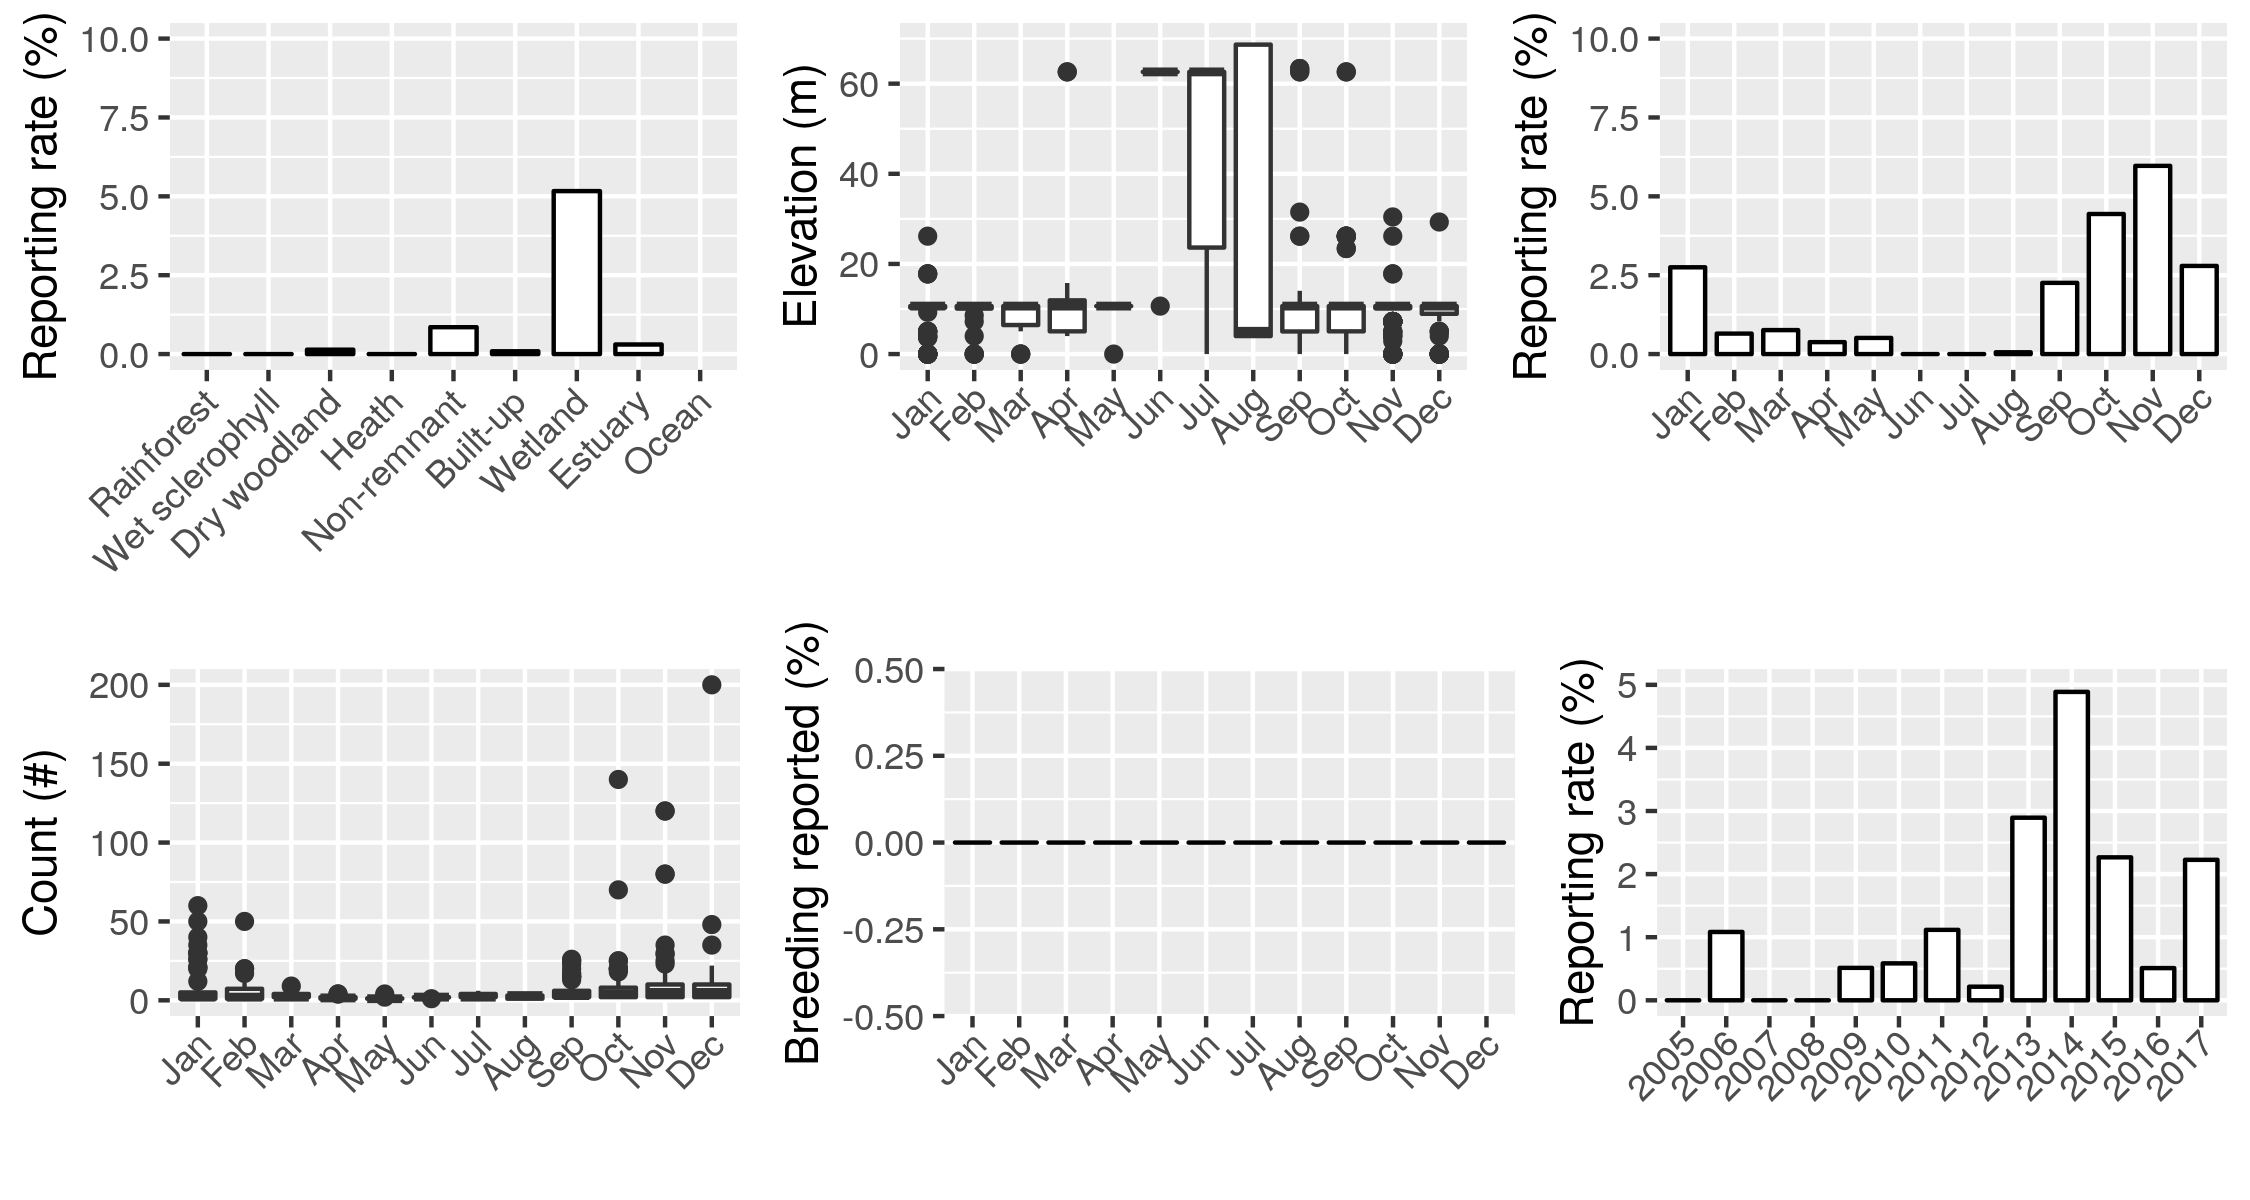 Reporting rate (%)
10.0
7.5
5.0
2.5
0.0
Rainforest
Wet sclerophyll
Dry woodland
Heath
Non-remnant
Built-up
Wetland
Estuary
Ocean
Elevation (m)
60
40
20
0
Jan
Feb
Mar
Apr
May
Jun
Jul
Aug
Sep
Oct
Nov
Dec
Reporting rate (%)
10.0
7.5
5.0
2.5
0.0
Jan
Feb
Mar
Apr
May
Jun
Jul
Aug
Sep
Oct
Nov
Dec
Count (#)
200
150
100
50
0
Jan
Feb
Mar
Apr
May
Jun
Jul
Aug
Sep
Oct
Nov
Dec
Breeding reported (%)
0.50
0.25
0.00
-0.25
-0.50
Jan
Feb
Mar
Apr
May
Jun
Jul
Aug
Sep
Oct
Nov
Dec
Reporting rate (%)
5
4
3
2
1
0
2005
2006
2007
2008
2009
2010
2011
2012
2013
2014
2015
2016
2017